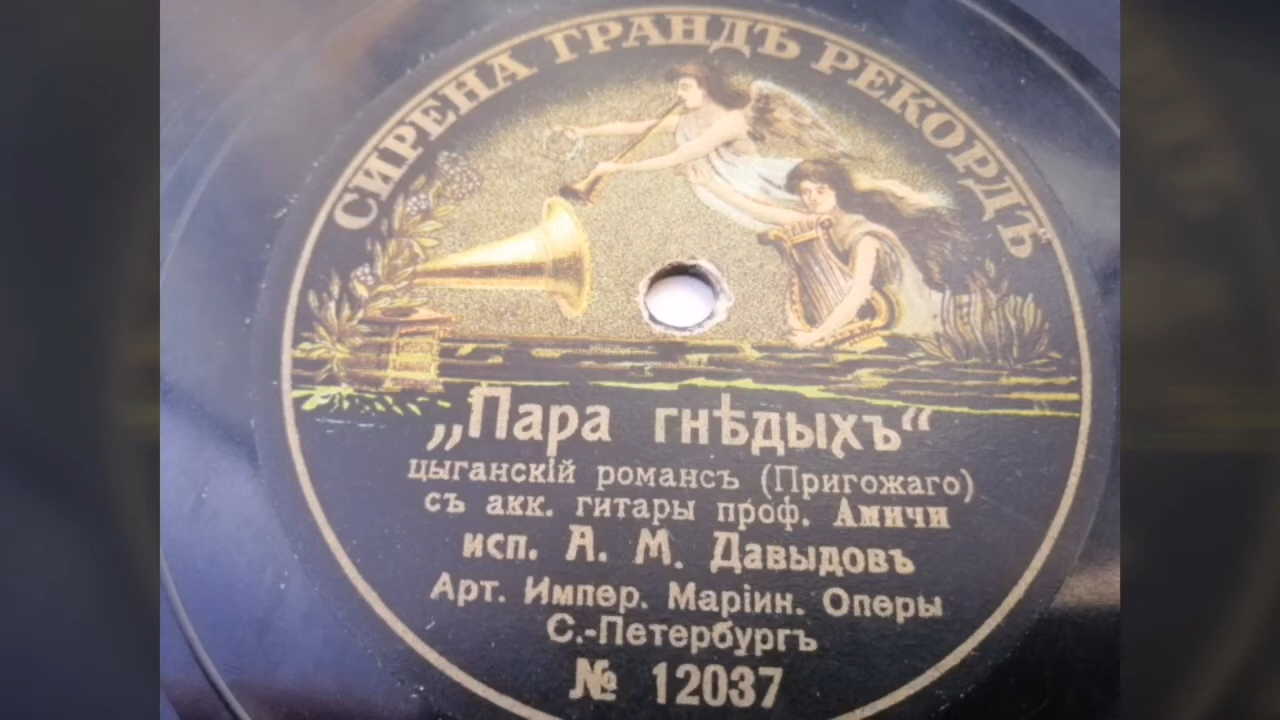 СИРЕНА ГРАНДЪ РЕКОРДЪ
„Пара гнѣдыхъ“
цыганскій романсъ (Пригожаго)
съ акк. гитары проф. Амичи
исп. А. М. Давыдовъ
Арт. Импер. Маріин. Оперы
С.-Петербургъ
№ 12037